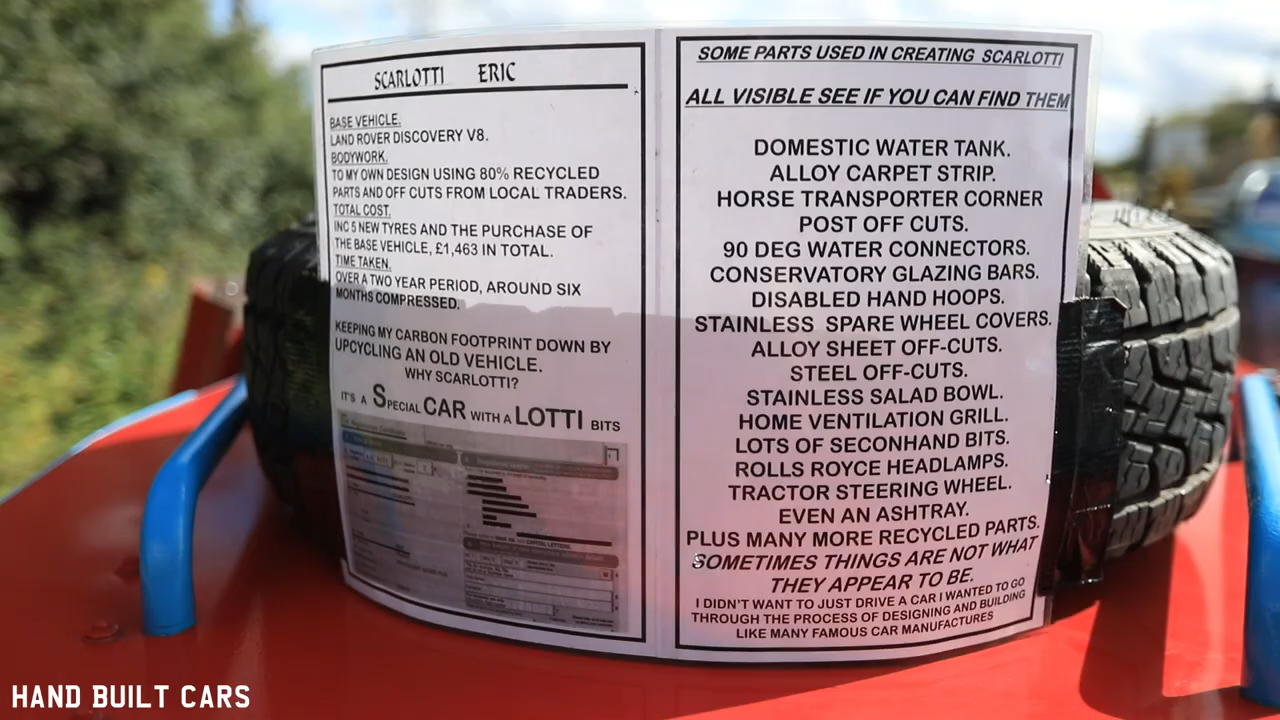 SCARLOTTI ERIC
BASE VEHICLE.
LAND ROVER DISCOVERY V8.
BODYWORK.
TO MY OWN DESIGN USING 80% RECYCLED
PARTS AND OFF CUTS FROM LOCAL TRADERS.
TOTAL COST.
INC 5 NEW TYRES AND THE PURCHASE OF
THE BASE VEHICLE, £1,463 IN TOTAL.
TIME TAKEN.
OVER A TWO YEAR PERIOD, AROUND SIX
MONTHS COMPRESSED.
KEEPING MY CARBON FOOTPRINT DOWN BY
UPCYCLING AN OLD VEHICLE.
WHY SCARLOTTI?
IT'S A SPECIAL CAR WITH A LOTTI BITS
SOME PARTS USED IN CREATING SCARLOTTI
ALL VISIBLE SEE IF YOU CAN FIND THEM
DOMESTIC WATER TANK.
ALLOY CARPET STRIP.
HORSE TRANSPORTER CORNER
POST OFF CUTS.
90 DEG WATER CONNECTORS.
CONSERVATORY GLAZING BARS.
DISABLED HAND HOOPS.
STAINLESS SPARE WHEEL COVERS.
ALLOY SHEET OFF-CUTS.
STEEL OFF-CUTS.
STAINLESS SALAD BOWL.
HOME VENTILATION GRILL.
LOTS OF SECONHAND BITS.
ROLLS ROYCE HEADLAMPS.
TRACTOR STEERING WHEEL.
EVEN AN ASHTRAY.
PLUS MANY MORE RECYCLED PARTS.
SOMETIMES THINGS ARE NOT WHAT
THEY APPEAR TO BE.
I DIDN'T WANT TO JUST DRIVE A CAR I WANTED TO GO
THROUGH THE PROCESS OF DESIGNING AND BUILDING
LIKE MANY FAMOUS CAR MANUFACTURES
HAND BUILT CARS